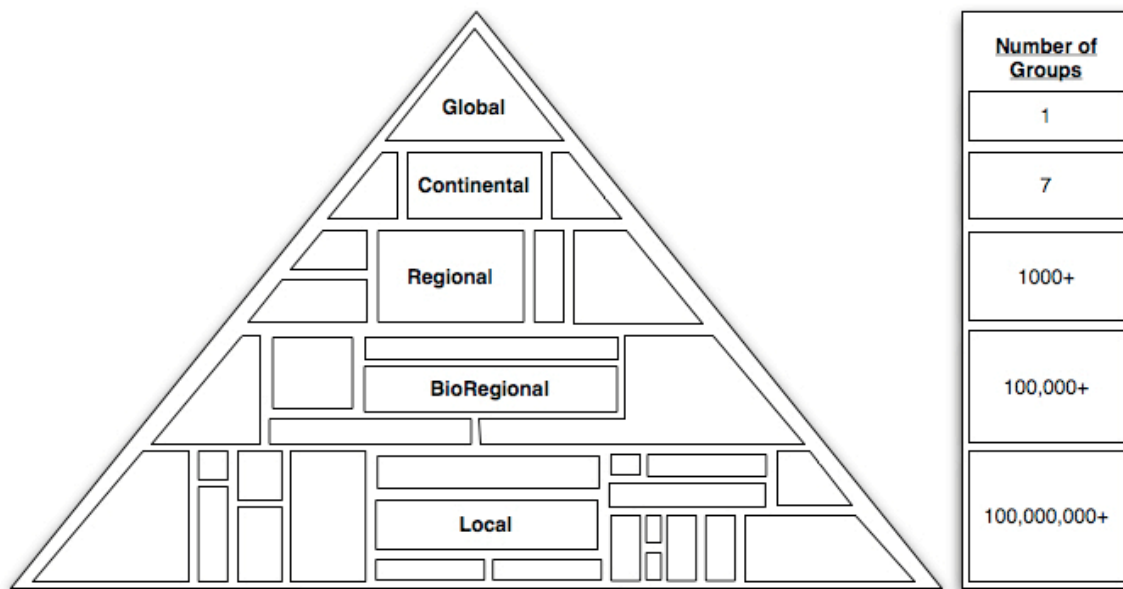 Number of
Groups
Global
1
Continental
7
Regional
1000+
BioRegional
100,000+
Local
100,000,000+